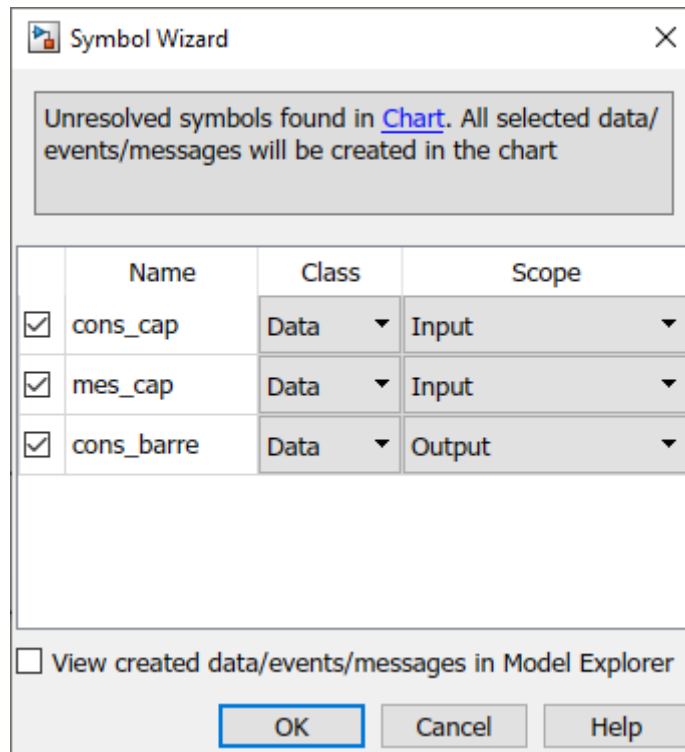 Symbol Wizard
Unresolved symbols found in Chart. All selected data/
events/messages will be created in the chart
Name Class Scope
cons_cap Data Input
mes_cap Data Input
cons_barre Data Output
View created data/events/messages in Model Explorer
OK Cancel Help